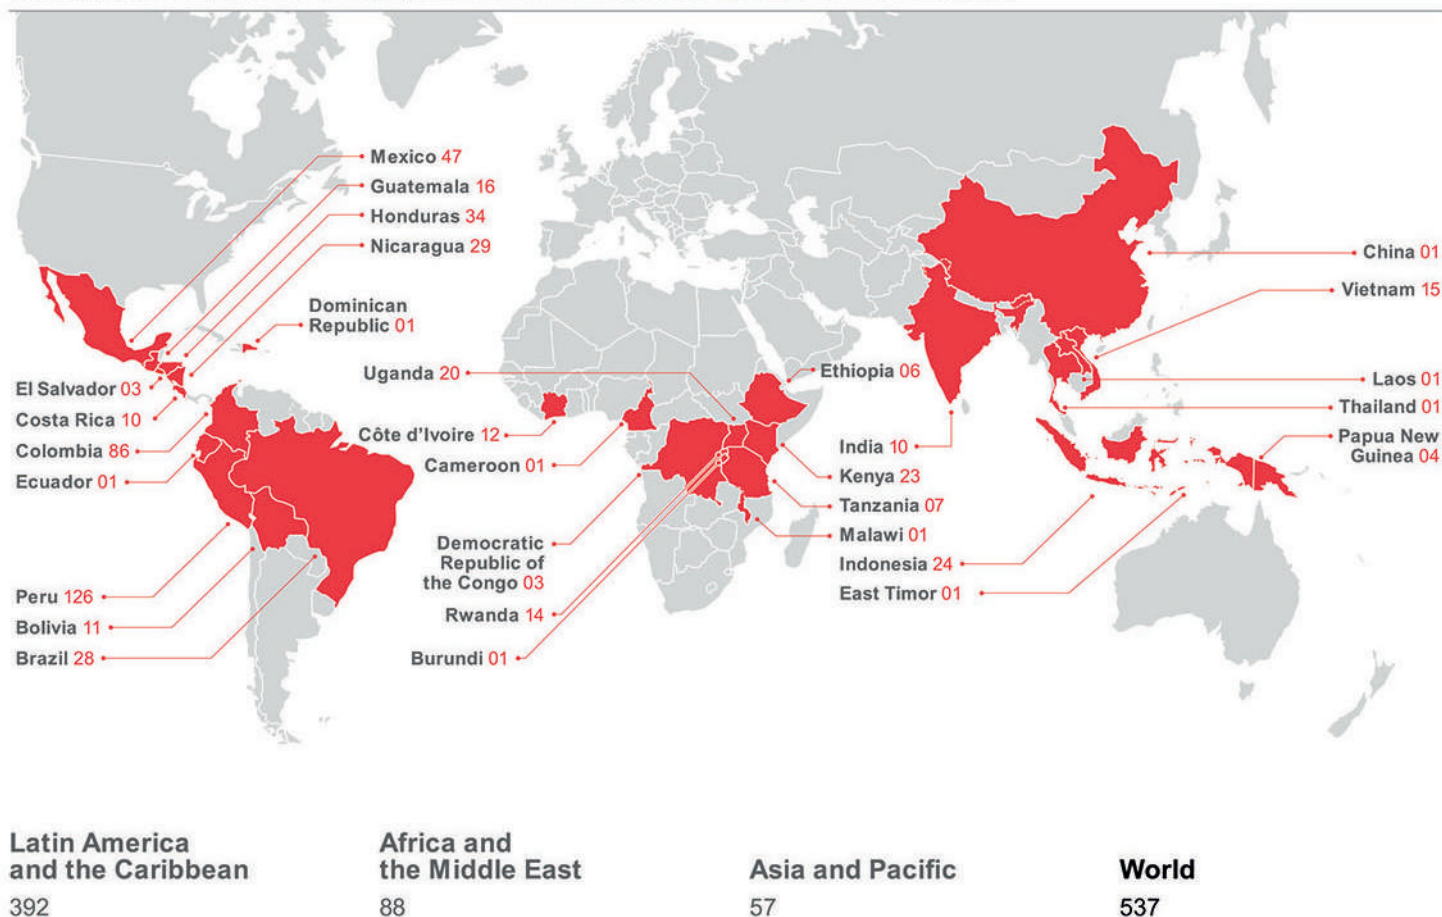 Mexico 47
Guatemala 16
Honduras 34
Nicaragua 29
Dominican
Republic 01
El Salvador 03
Costa Rica 10
Colombia 86
Ecuador 01
Peru 126
Bolivia 11
Brazil 28
Uganda 20
Côte d’Ivoire 12
Cameroon 01
Democratic
Republic of
the Congo 03
Rwanda 14
Burundi 01
Ethiopia 06
India 10
Kenya 23
Tanzania 07
Malawi 01
Indonesia 24
East Timor 01
China 01
Vietnam 15
Laos 01
Thailand 01
Papua New
Guinea 04
Latin America
and the Caribbean
392
Africa and
the Middle East
88
Asia and Pacific
57
World
537